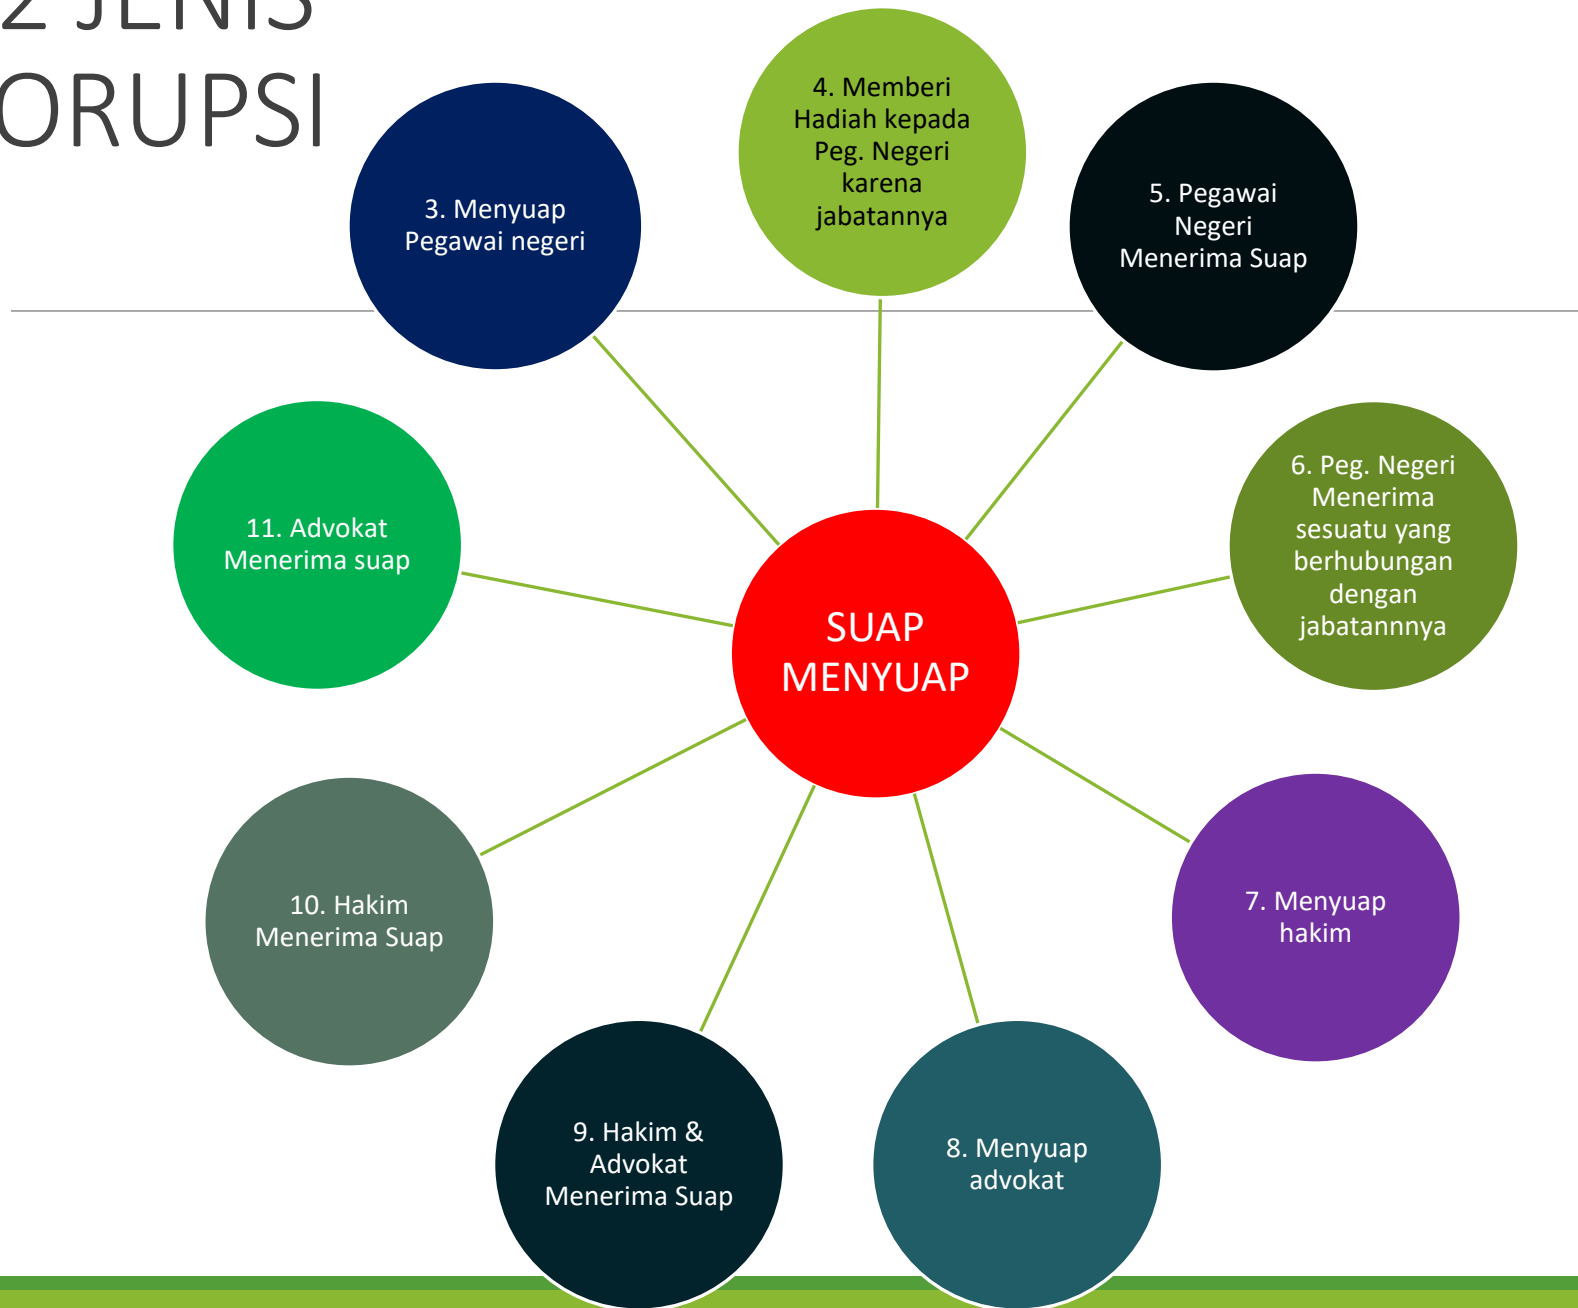 2 JENIS
ORUPSI
3. Menyuap
Pegawai negeri
4. Memberi
Hadiah kepada
Peg. Negeri
karena
jabatannya
5. Pegawai
Negeri
Menerima Suap
6. Peg. Negeri
Menerima
sesuatu yang
berhubungan
dengan
jabatannnya
7. Menyuap
hakim
8. Menyuap
advokat
9. Hakim &
Advokat
Menerima Suap
10. Hakim
Menerima Suap
11. Advokat
Menerima suap
SUAP
MENYUAP